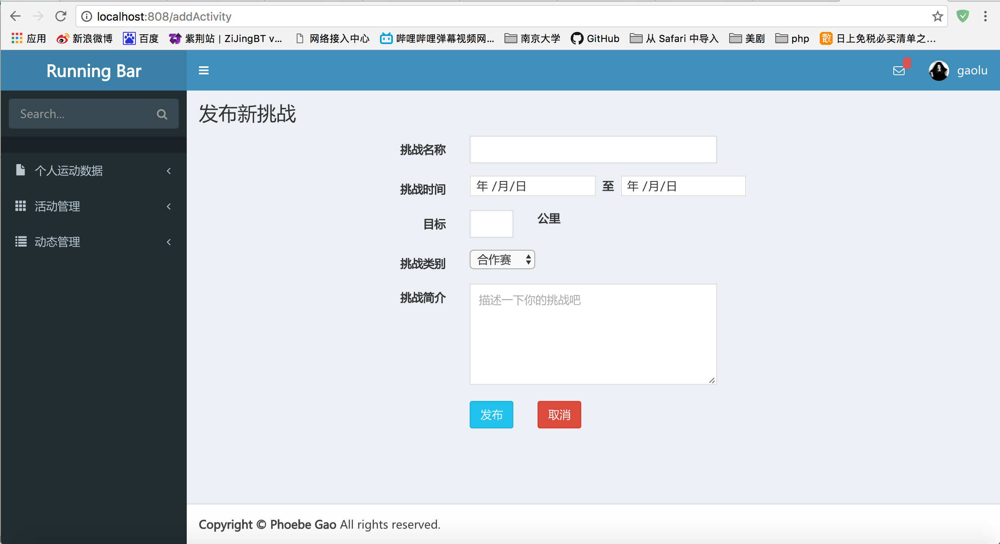 localhost:808/addActivity
应用 新浪微博 百度 紫荆站 | ZiJingBT v... 网络接入中心 哔哩哔哩弹幕视频网... 南京大学 GitHub 从 Safari 中导入 美剧 php 散 日上免税必买清单之...
Running Bar gaolu
Search...
个人运动数据
活动管理
动态管理
发布新挑战
挑战名称
挑战时间 年 /月/日 至 年 /月/日
目标 公里
挑战类别 合作赛
挑战简介 描述一下你的挑战吧
发布 取消
Copyright © Phoebe Gao All rights reserved.